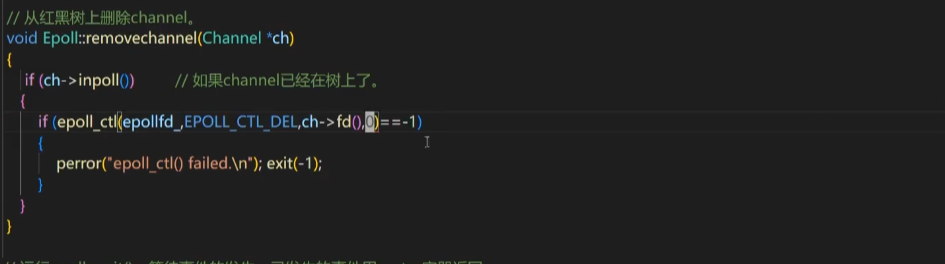 // 从红黑树上删除channel。
void Epoll::removechannel(Channel *ch)
{
if (ch->inpoll()) // 如果channel已经在树上了。
{
if (epoll_ctl(epollfd_,EPOLL_CTL_DEL,ch->fd(),0)==-1)
{
perror("epoll_ctl() failed.\n"); exit(-1);
}
}
}